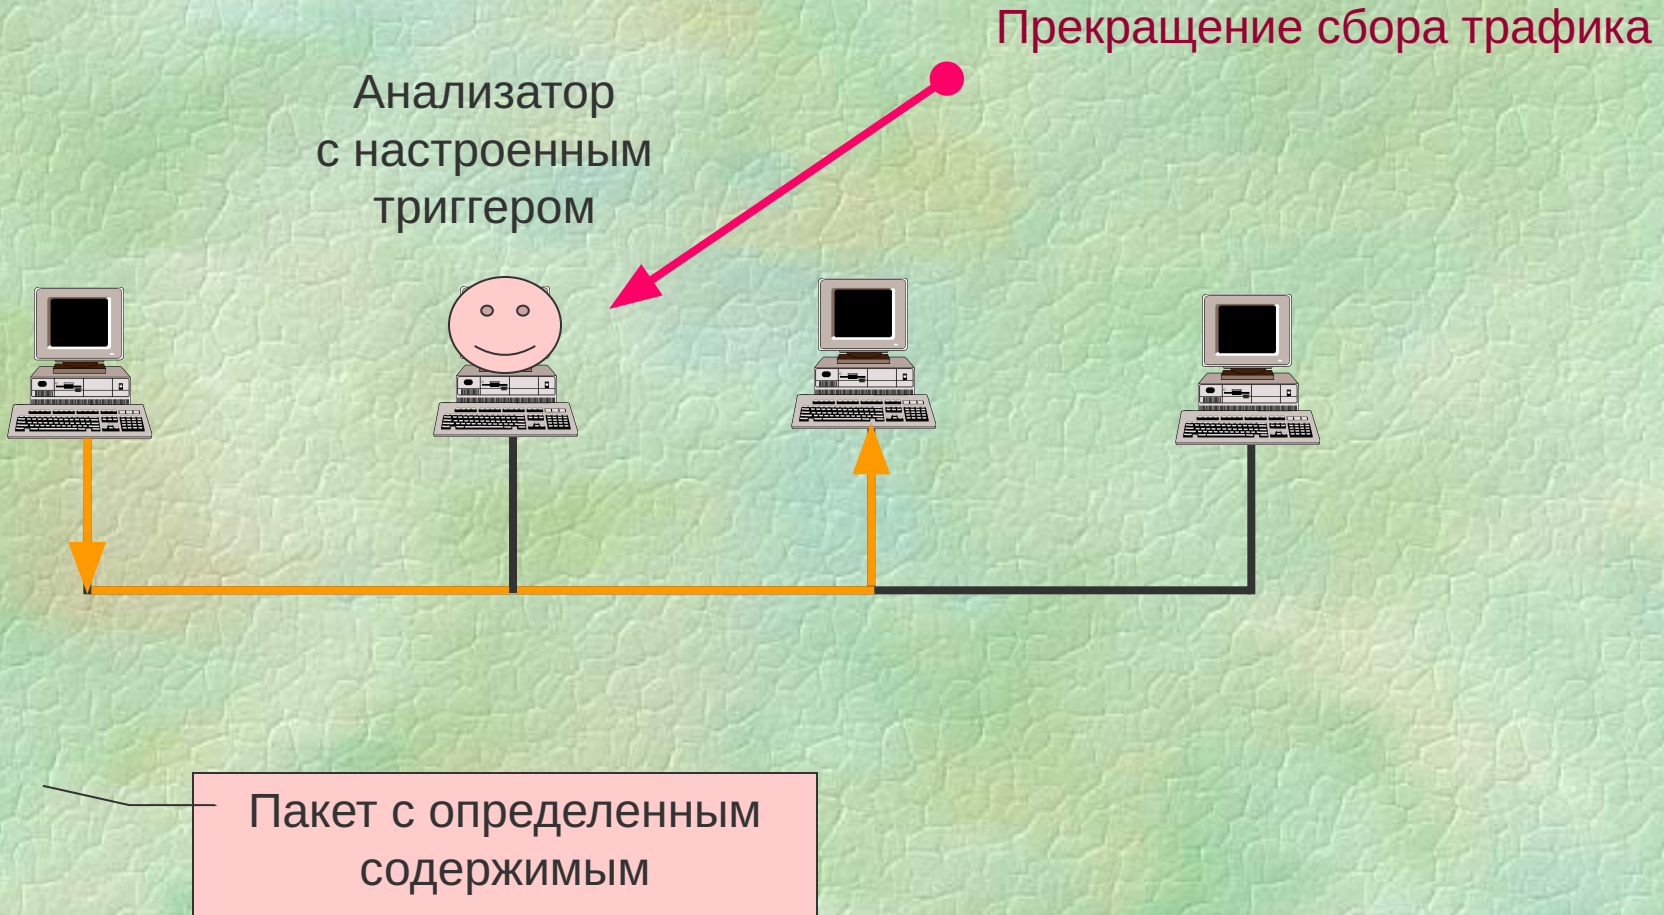 Прекращение сбора трафика
Анализатор
с настроенным
триггером
Пакет с определенным
содержимым